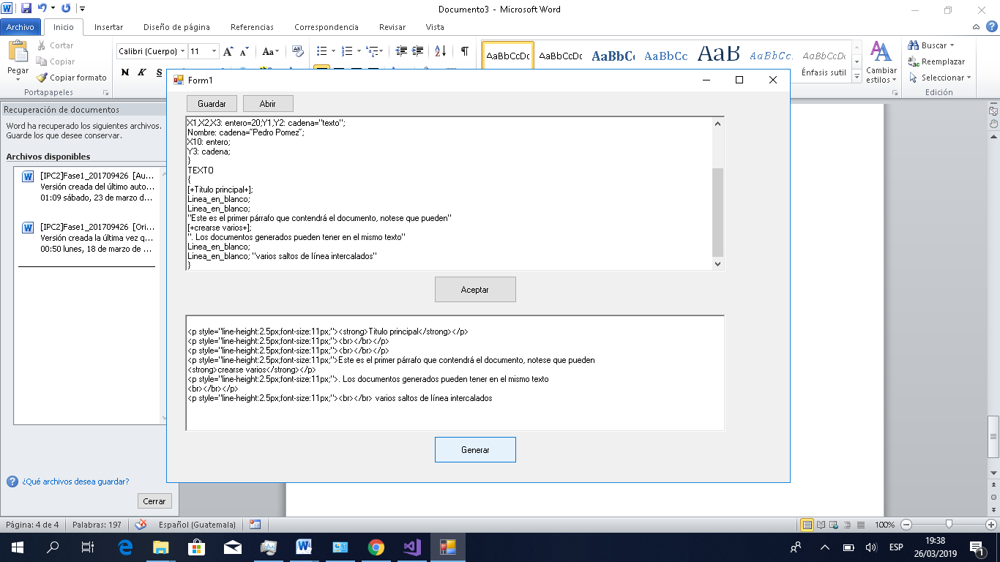 Documento3 - Microsoft Word
Archivo Inicio Insertar Diseño de página Referencias Correspondencia Revisar Vista
Pegar
Cortar
Copiar
Copiar formato
Portapapeles
Calibri (Cuerpo) 11
N K S
AaBbCcDc AaBbCcDc AaBbCc AaBbCc AaB AaBbCc. AaBbCcDc
Énfasis sutil
Cambiar
estilos
Buscar
Reemplazar
Seleccionar
Edición
Recuperación de documentos
Word ha recuperado los siguientes archivos.
Guarde los que desee conservar.
Archivos disponibles
[IPC2]Fase1_201709426 [Au...
Versión creada del último auto...
01:09 sábado, 23 de marzo d...
[IPC2]Fase1_201709426 [Ori...
Versión creada la última vez q...
00:50 lunes, 18 de marzo de ...
¿Qué archivos desea guardar?
Cerrar
Form1
Guardar Abrir
X1,X2,X3: entero=20;Y1,Y2: cadena="texto";
Nombre: cadena=˝Pedro Pomez˝;
X10: entero;
Y3: cadena;
}
TEXTO
{
[+Titulo principal+];
Linea_en_blanco;
Linea_en_blanco;
"Este es el primer párrafo que contendrá el documento, notese que pueden"
[+crearse varios+];
". Los documentos generados pueden tener en el mismo texto"
Linea_en_blanco;
Linea_en_blanco; "varios saltos de línea intercalados"
}
Aceptar
<p style="line-height:2.5px;font-size:11px;"><strong>Titulo principal</strong></p>
<p style="line-height:2.5px;font-size:11px;"><br></br></p>
<p style="line-height:2.5px;font-size:11px;"><br></br></p>
<p style="line-height:2.5px;font-size:11px;">Este es el primer párrafo que contendrá el documento, notese que pueden
<strong>crearse varios</strong></p>
<p style="line-height:2.5px;font-size:11px;">. Los documentos generados pueden tener en el mismo texto
<br></br></p>
<p style="line-height:2.5px;font-size:11px;"><br></br> varios saltos de línea intercalados
Generar
Página: 4 de 4 Palabras: 197 Español (Guatemala) 100%
ESP
19:38
26/03/2019
1